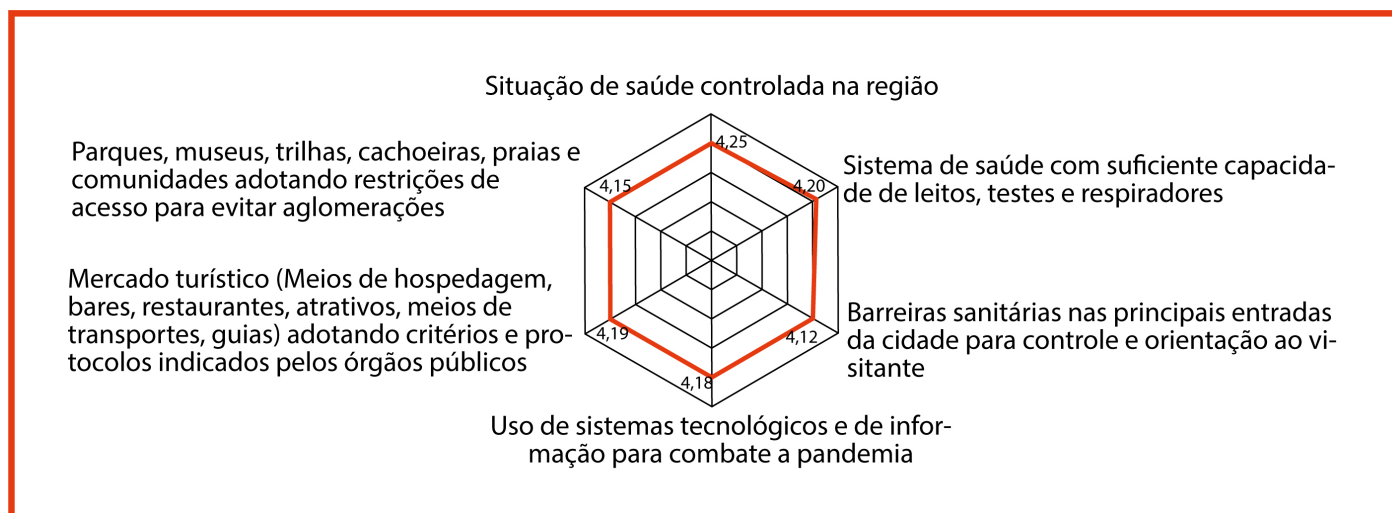 Situação de saúde controlada na região
4,25
Parques, museus, trilhas, cachoeiras, praias e
comunidades adotando restrições de
acesso para evitar aglomerações
4,15
4,20
Sistema de saúde com suficiente capacida-
de de leitos, testes e respiradores
Mercado turístico (Meios de hospedagem,
bares, restaurantes, atrativos, meios de
transportes, guias) adotando critérios e pro-
tocolos indicados pelos órgãos públicos
4,19
4,12
Barreiras sanitárias nas principais entradas
da cidade para controle e orientação ao vi-
sitante
4,18
Uso de sistemas tecnológicos e de infor-
mação para combate a pandemia